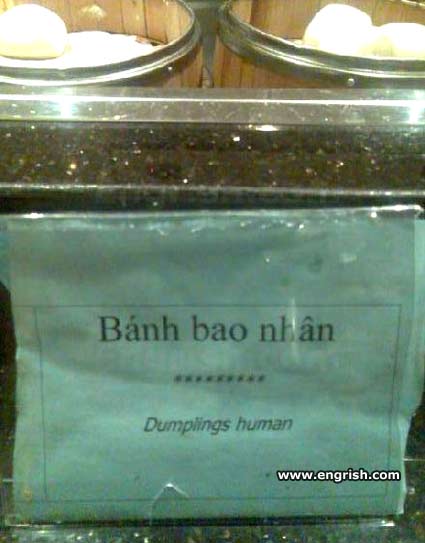 Bánh bao nhân
*********
Dumplings human
www.engrish.com